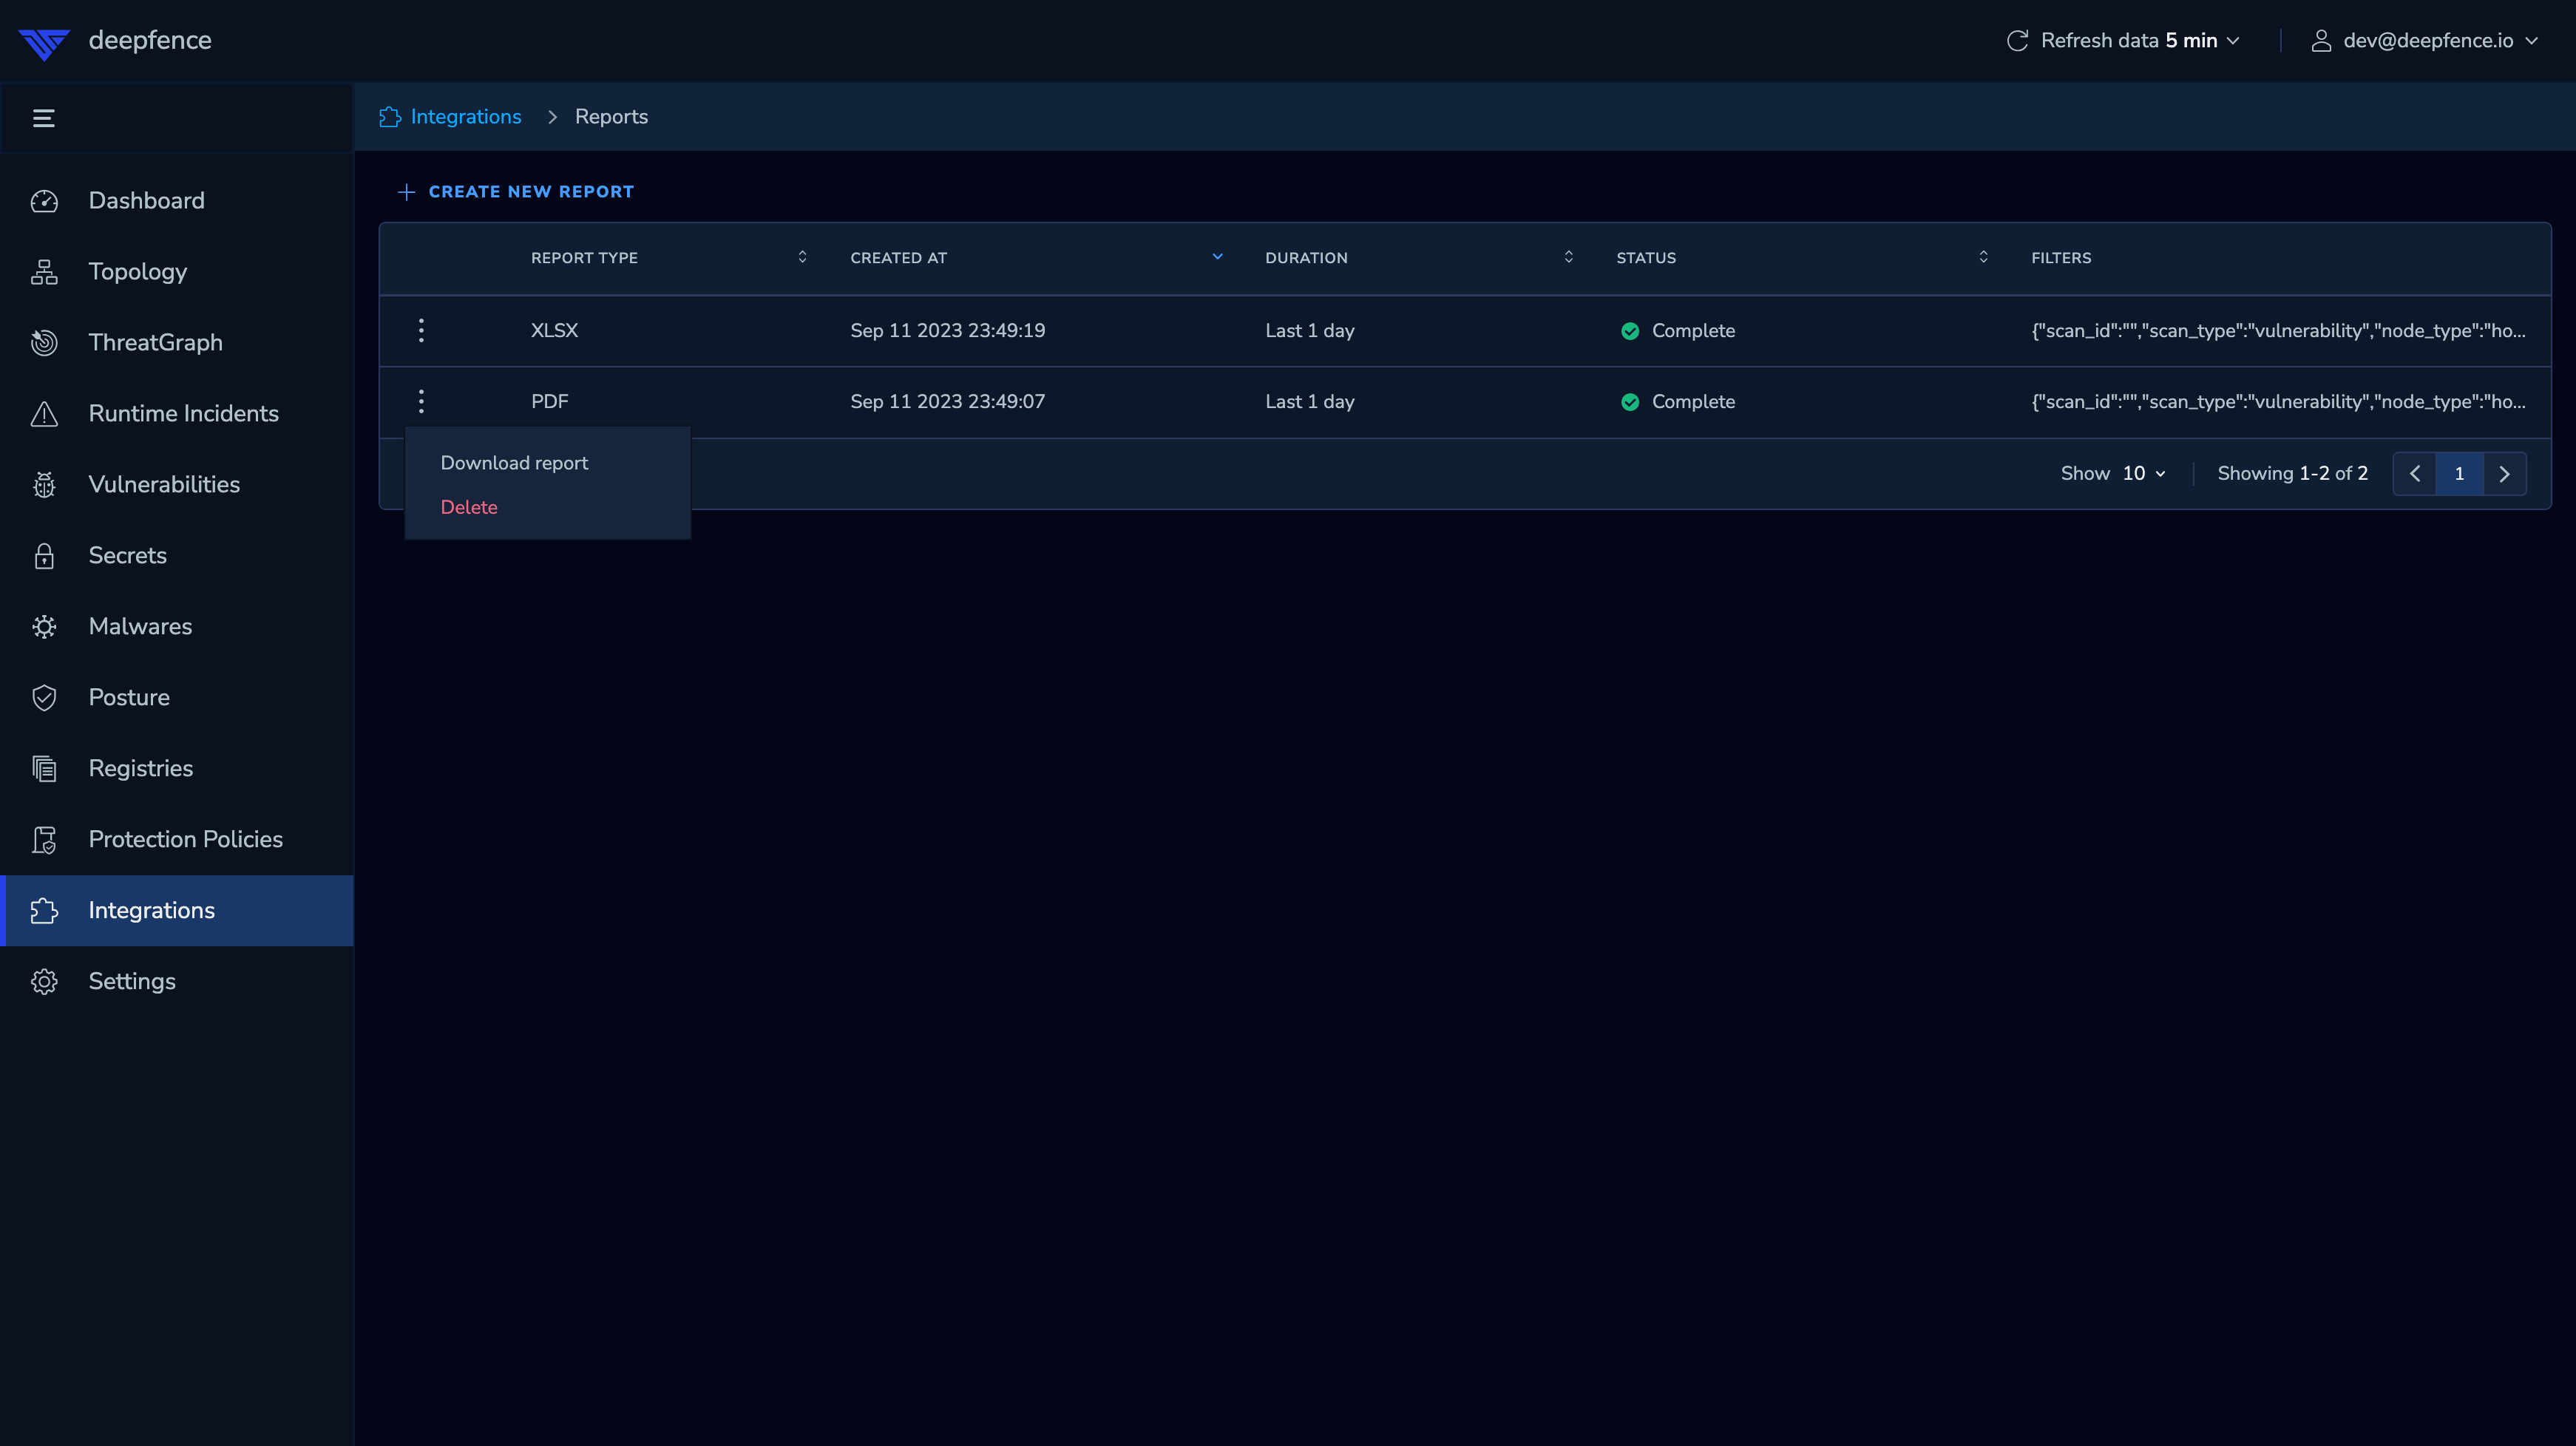 deepfence
Refresh data 5 min
dev@deepfence.io
Integrations
Reports
Dashboard
Topology
ThreatGraph
Runtime Incidents
Vulnerabilities
Secrets
Malwares
Posture
Registries
Protection Policies
Integrations
Settings
CREATE NEW REPORT
REPORT TYPE CREATED AT DURATION STATUS FILTERS
XLSX Sep 11 2023 23:49:19 Last 1 day Complete {"scan_id":"","scan_type":"vulnerability","node_type":"ho...
PDF Sep 11 2023 23:49:07 Last 1 day Complete {"scan_id":"","scan_type":"vulnerability","node_type":"ho...
Download report
Delete
Show 10 Showing 1-2 of 2 1